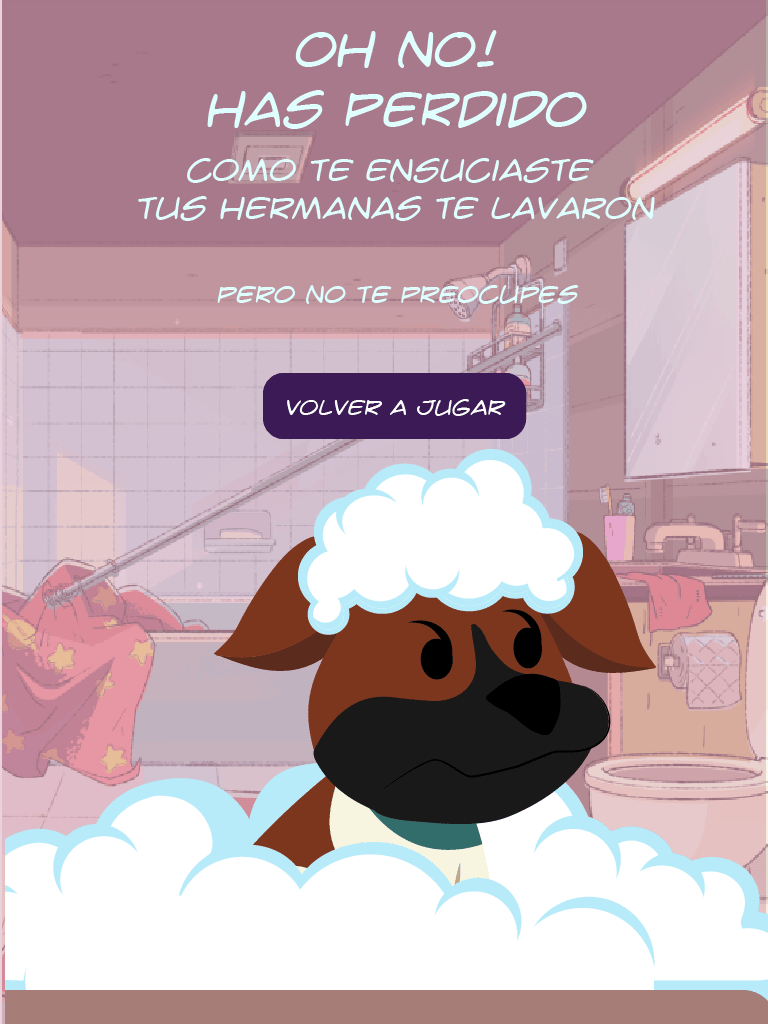 OH NO!
HAS PERDIDO
COMO TE ENSUCIASTE
TUS HERMANAS TE LAVARON
PERO NO TE PREOCUPES
VOLVER A JUGAR